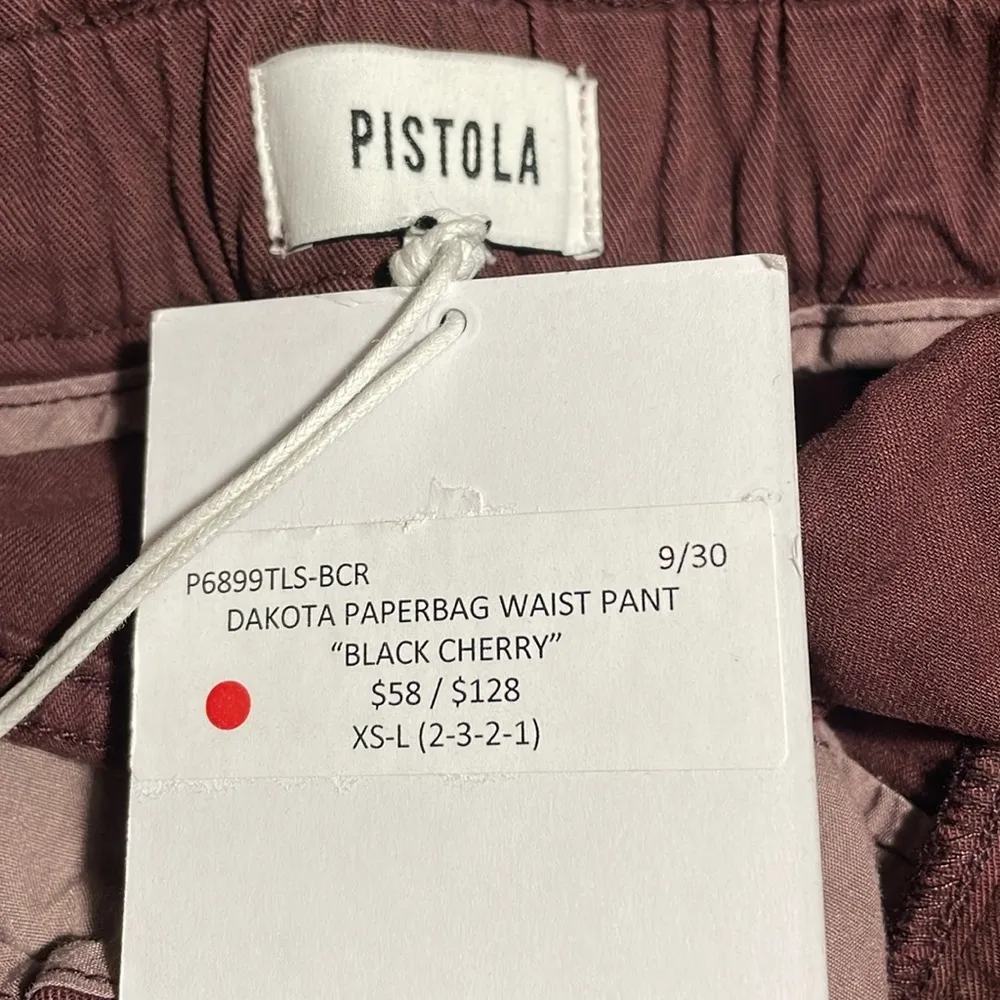 PISTOLA
P6899TLS-BCR 9/30
DAKOTA PAPERBAG WAIST PANT
“BLACK CHERRY”
$58 / $128
XS-L (2-3-2-1)